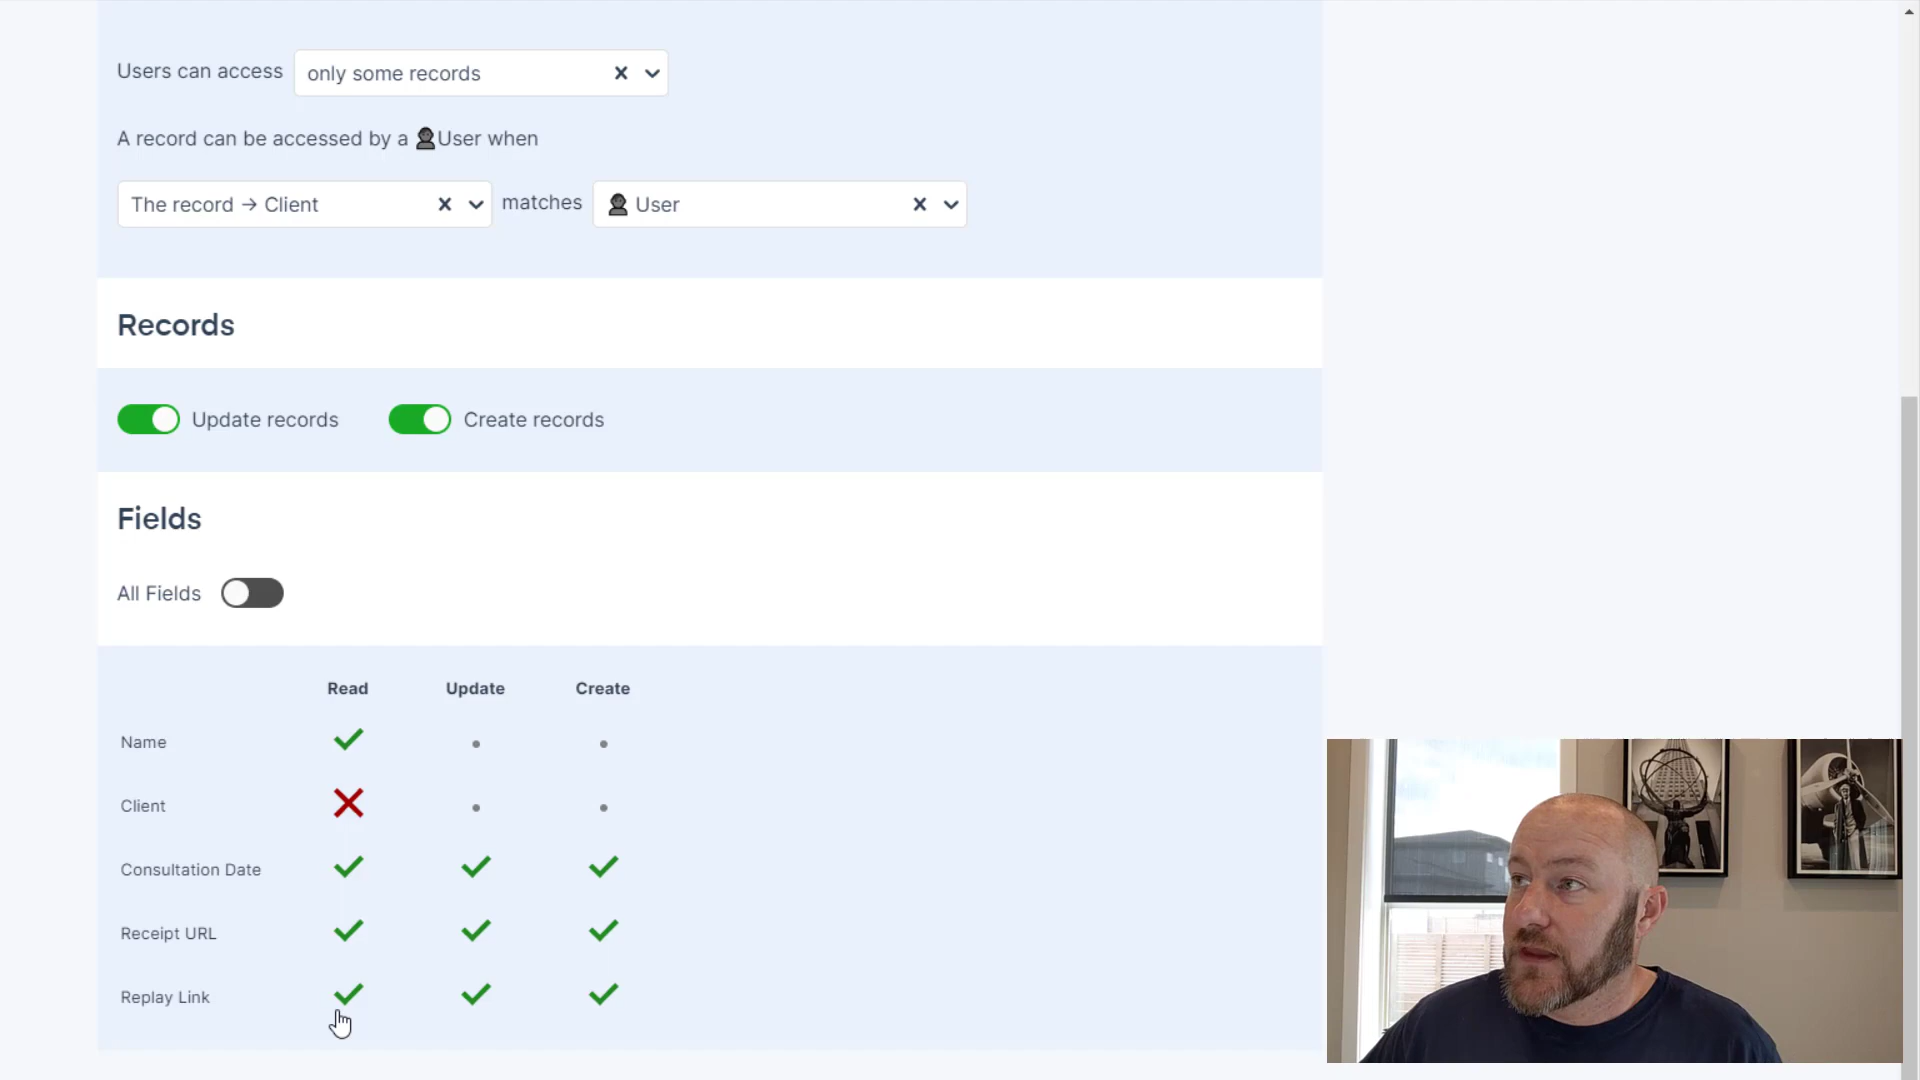 Users can access only some records
A record can be accessed by a User when
The record → Client matches User
Records
Update records Create records
Fields
All Fields
Read Update Create
Name
Client
Consultation Date
Receipt URL
Replay Link